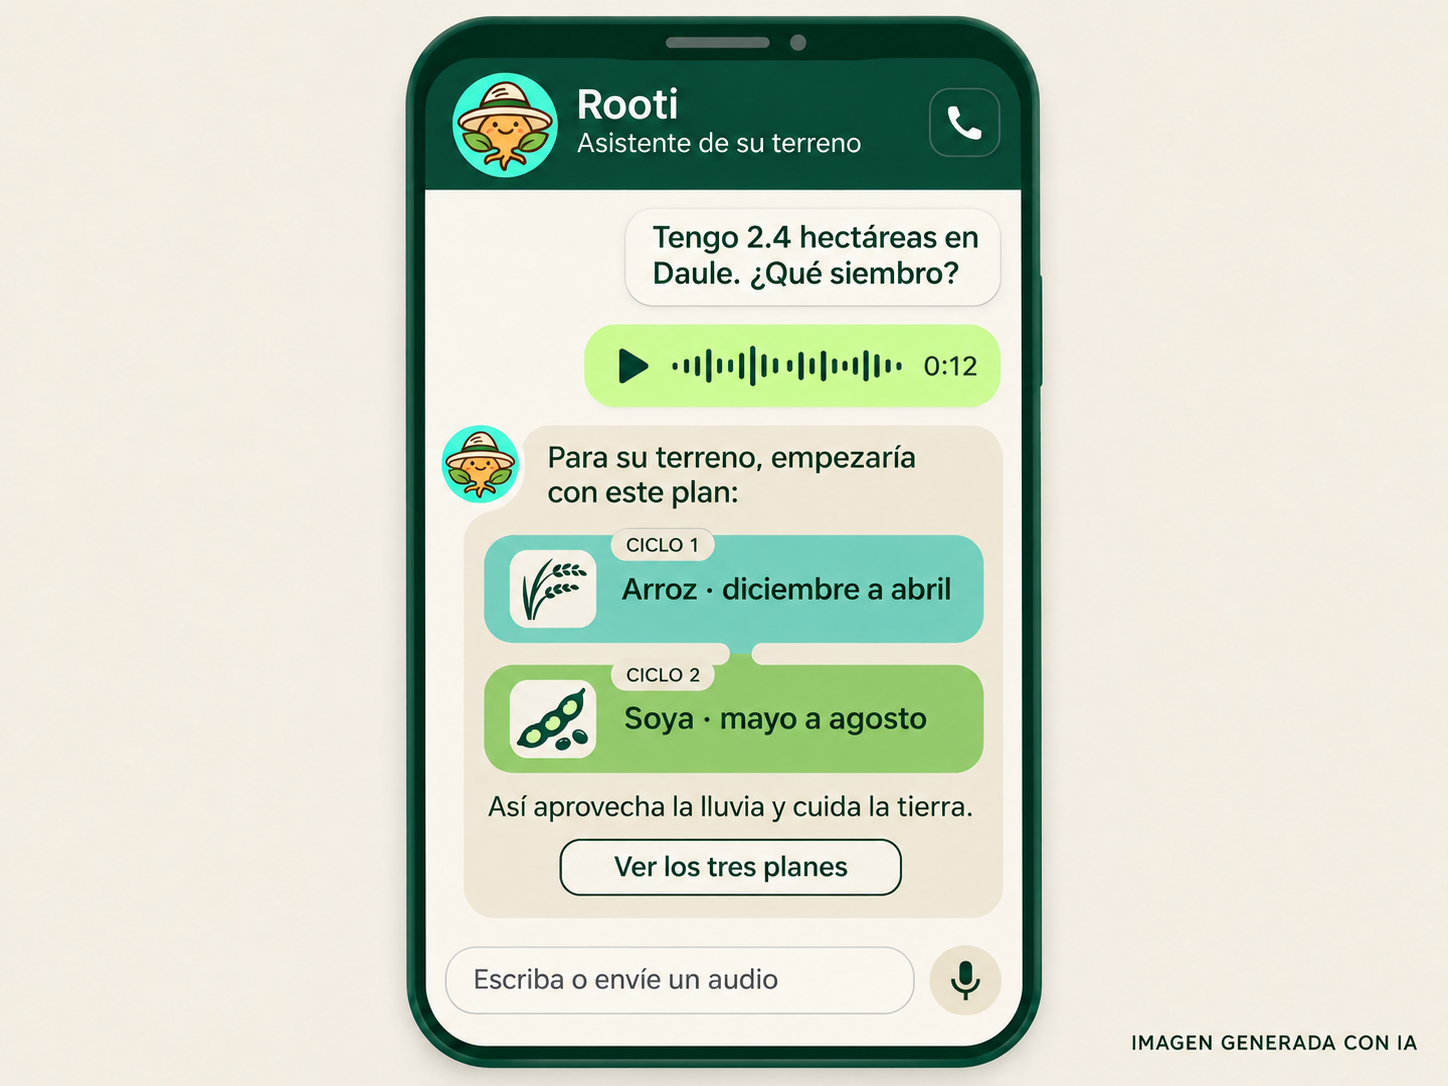 Rooti
Asistente de su terreno
Tengo 2.4 hectáreas en
Daule. ¿Qué siembro?
0:12
Para su terreno, empezaría
con este plan:
CICLO 1
Arroz · diciembre a abril
CICLO 2
Soya · mayo a agosto
Así aprovecha la lluvia y cuida la tierra.
Ver los tres planes
Escriba o envíe un audio
IMAGEN GENERADA CON IA